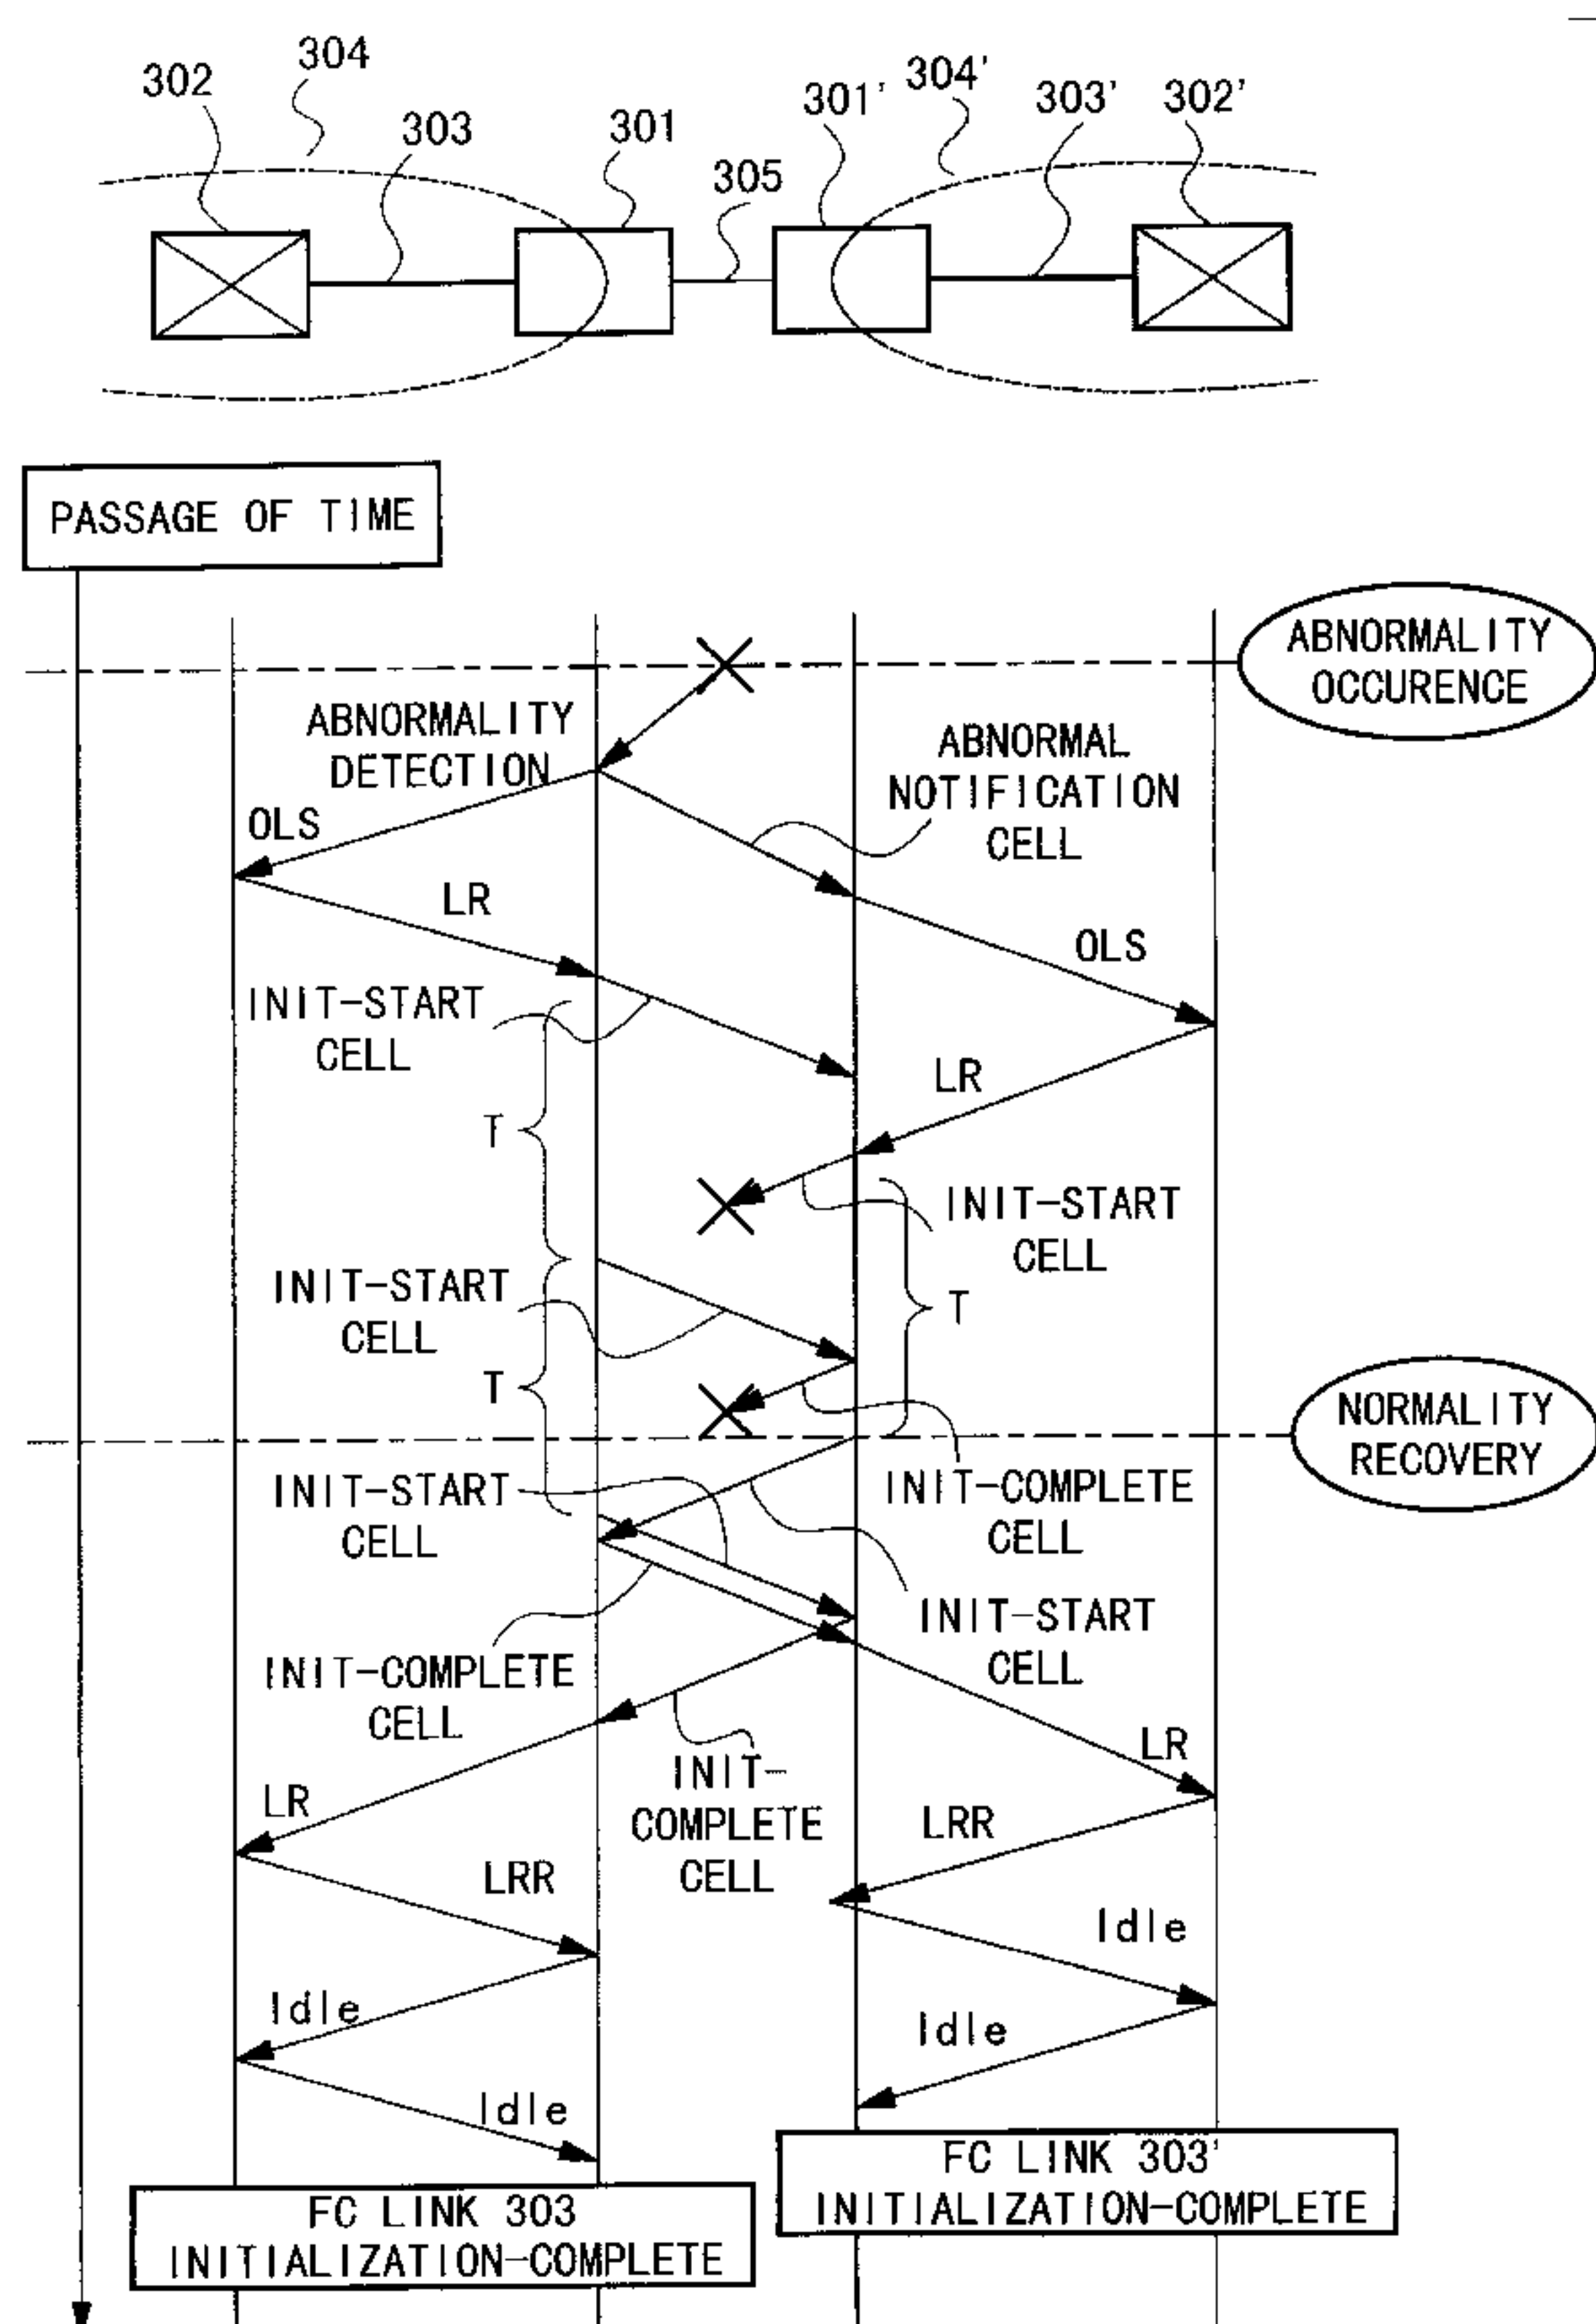 302
304
303
301
305
301'
304'
303'
302'
PASSAGE OF TIME
ABNORMALITY
OCCURENCE
ABNORMALITY
DETECTION
ABNORMAL
NOTIFICATION
CELL
OLS
LR
OLS
INIT-START
CELL
LR
T
INIT-START
CELL
INIT-START
CELL
T
T
NORMALITY
RECOVERY
INIT-START
CELL
INIT-COMPLETE
CELL
INIT-START
CELL
INIT-COMPLETE
CELL
LR
INIT-
COMPLETE
CELL
LR
LRR
LRR
Idle
Idle
Idle
Idle
FC LINK 303'
INITIALIZATION-COMPLETE
FC LINK 303
INITIALIZATION-COMPLETE